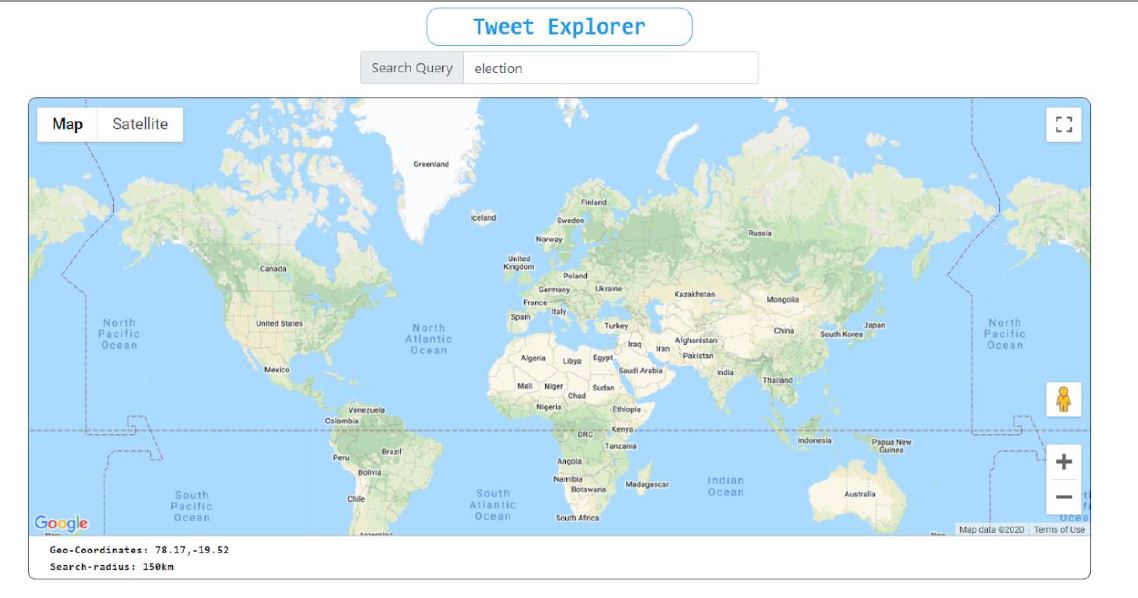 Tweet Explorer
Search Query election
Map Satellite
Greenland
Iceland
Finland
Sweden
Norway
Russia
United
Kingdom
Canada
Poland
Germany
Ukraine
France
Kazakhstan
Mongolia
Italy
Spain
United States
Turkey
China
South Korea
Japan
North
Pacific
Ocean
North
Atlantic
Ocean
North
Pacific
Ocean
Iraq
Iran
Afghanistan
Pakistan
Algeria
Libya
Egypt
Saudi Arabia
India
Mexico
Thailand
Mali
Niger
Chad
Sudan
Nigeria
Ethiopia
Venezuela
Colombia
DRC
Kenya
Tanzania
Indonesia
Papua New
Guinea
Peru
Brazil
Bolivia
Angola
Namibia
Botswana
Madagascar
Indian
Ocean
Chile
South
Pacific
Ocean
South
Atlantic
Ocean
Australia
South Africa
Argentina
Google
Map data ©2020 Terms of Use
Geo-Coordinates: 78.17,-19.52
Search-radius: 150km